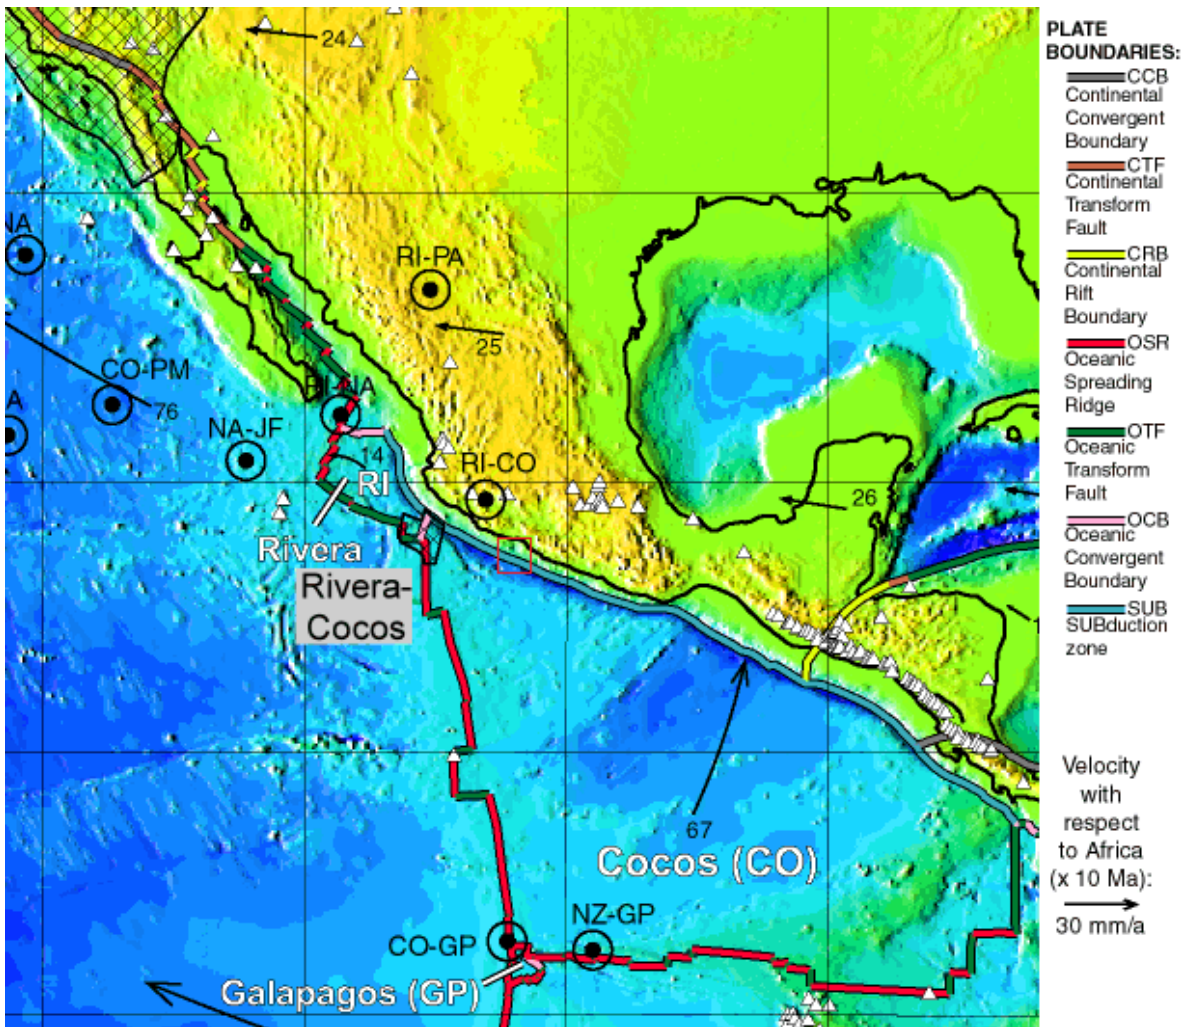 24
NA
RI-PA
25
CO-PM
76
A
RI-NA
NA-JF
14
RI
RI-CO
26
Rivera
Rivera-
Cocos
67
Cocos (CO)
NZ-GP
CO-GP
Galapagos (GP)
PLATE
BOUNDARIES:
CCB
Continental
Convergent
Boundary
CTF
Continental
Transform
Fault
CRB
Continental
Rift
Boundary
OSR
Oceanic
Spreading
Ridge
OTF
Oceanic
Transform
Fault
OCB
Oceanic
Convergent
Boundary
SUB
SUBduction
zone
Velocity
with
respect
to Africa
(x 10 Ma):
30 mm/a